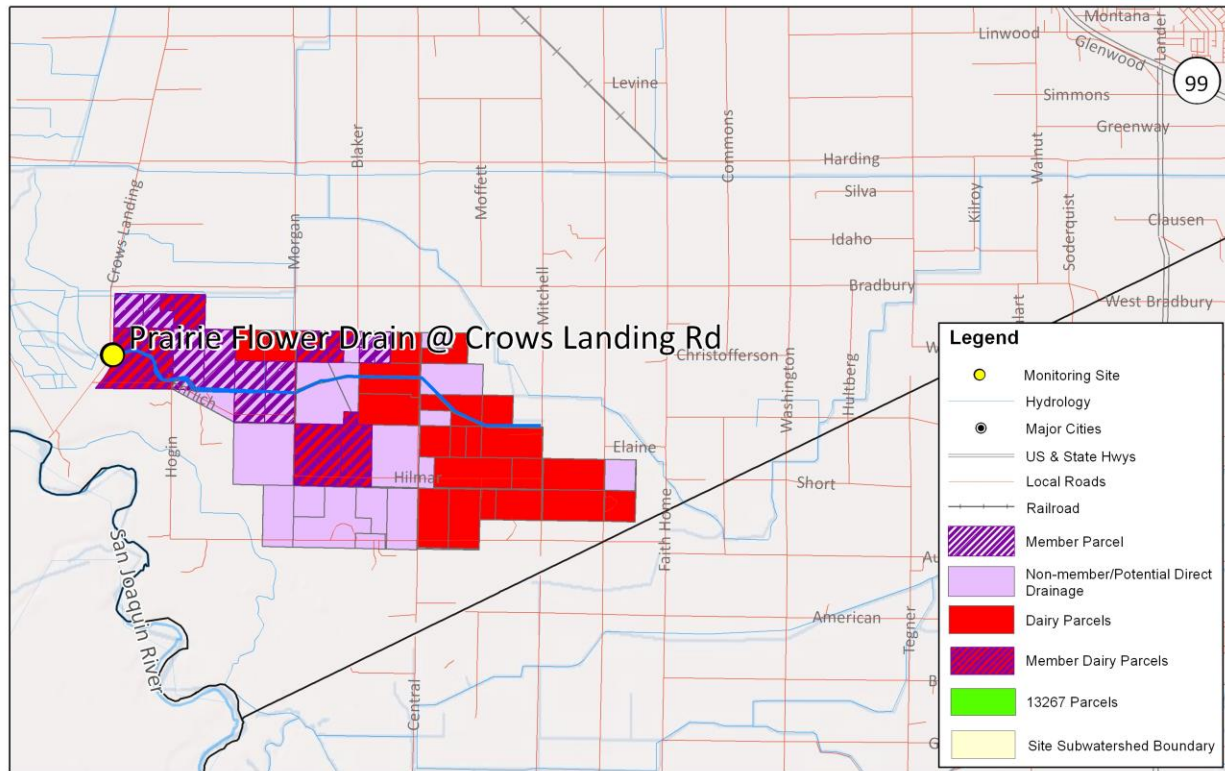 Montana
Linwood
Glenwood
Lander
99
Levine
Simmons
Greenway
Blaker
Commons
Walnut
Harding
Moffett
Silva
Kilroy
Crows Landing
Morgan
Soderquist
Clausen
Idaho
Mitchell
Bradbury
West Bradbury
Prairie Flower Drain @ Crows Landing Rd
Christofferson
Washington
Hultberg
Hogin
Elaine
Hilmar
Short
Faith Home
San Joaquin River
American
Tegner
Central
Legend
Monitoring Site
Hydrology
Major Cities
US & State Hwys
Local Roads
Railroad
Member Parcel
Non-member/Potential Direct
Drainage
Dairy Parcels
Member Dairy Parcels
13267 Parcels
Site Subwatershed Boundary